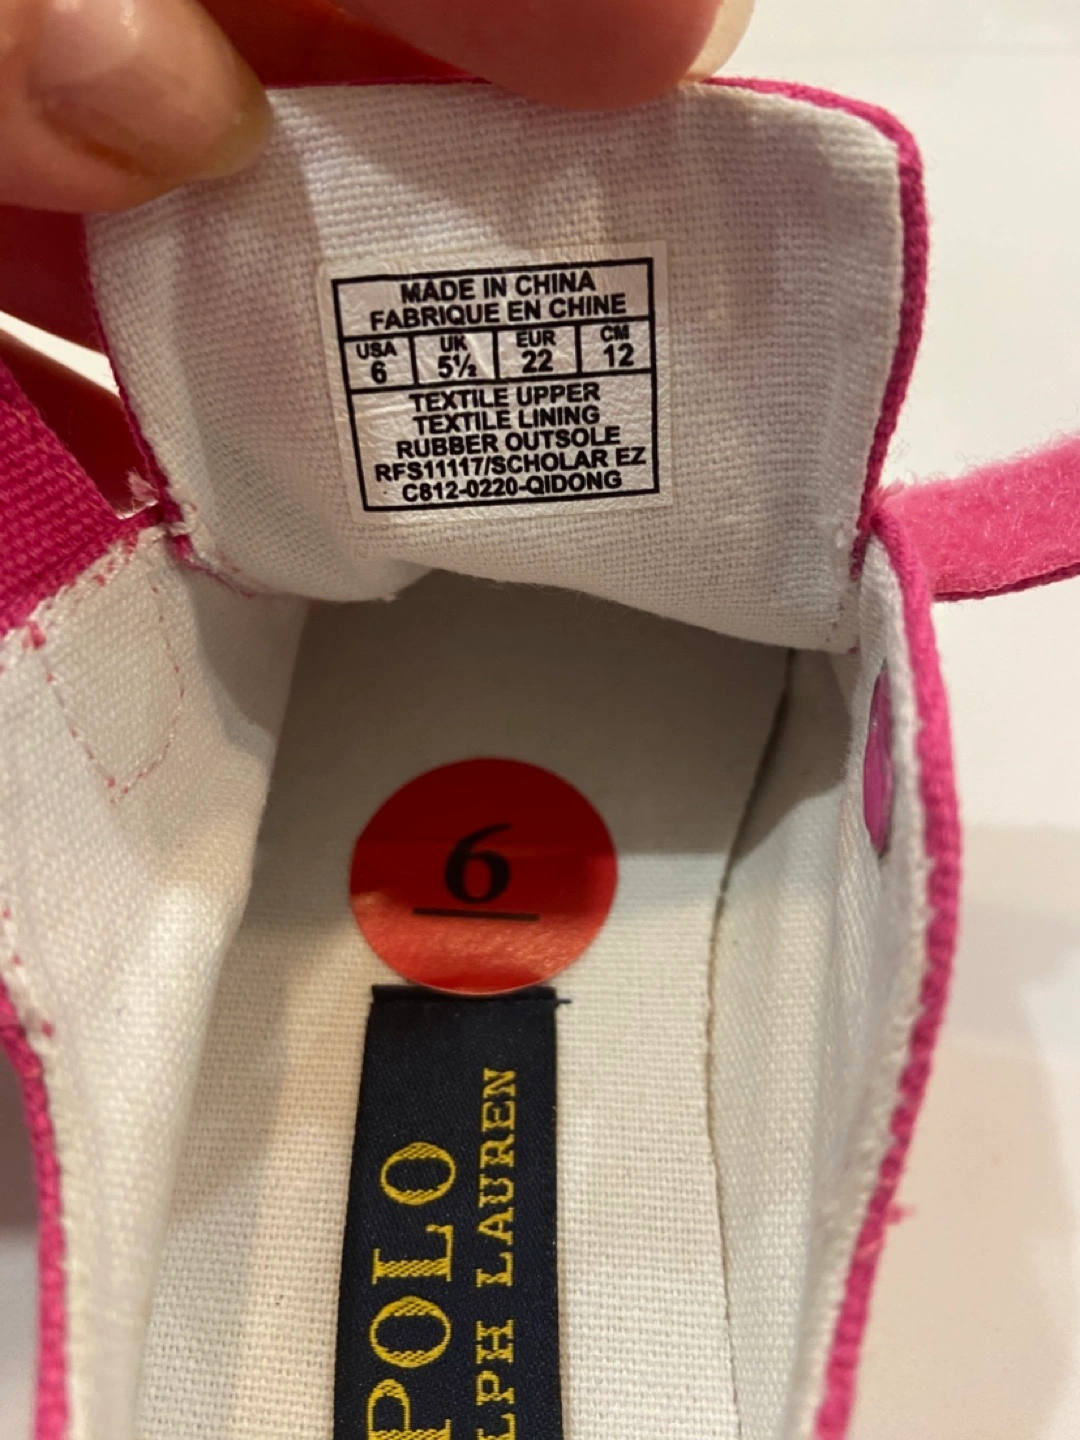 MADE IN CHINA
FABRIQUE EN CHINE
USA UK EUR CM
6 5½ 22 12
TEXTILE UPPER
TEXTILE LINING
RUBBER OUTSOLE
RFS11117/SCHOLAR EZ
C812-0220-QIDONG
6
POLO
LPH LAUREN